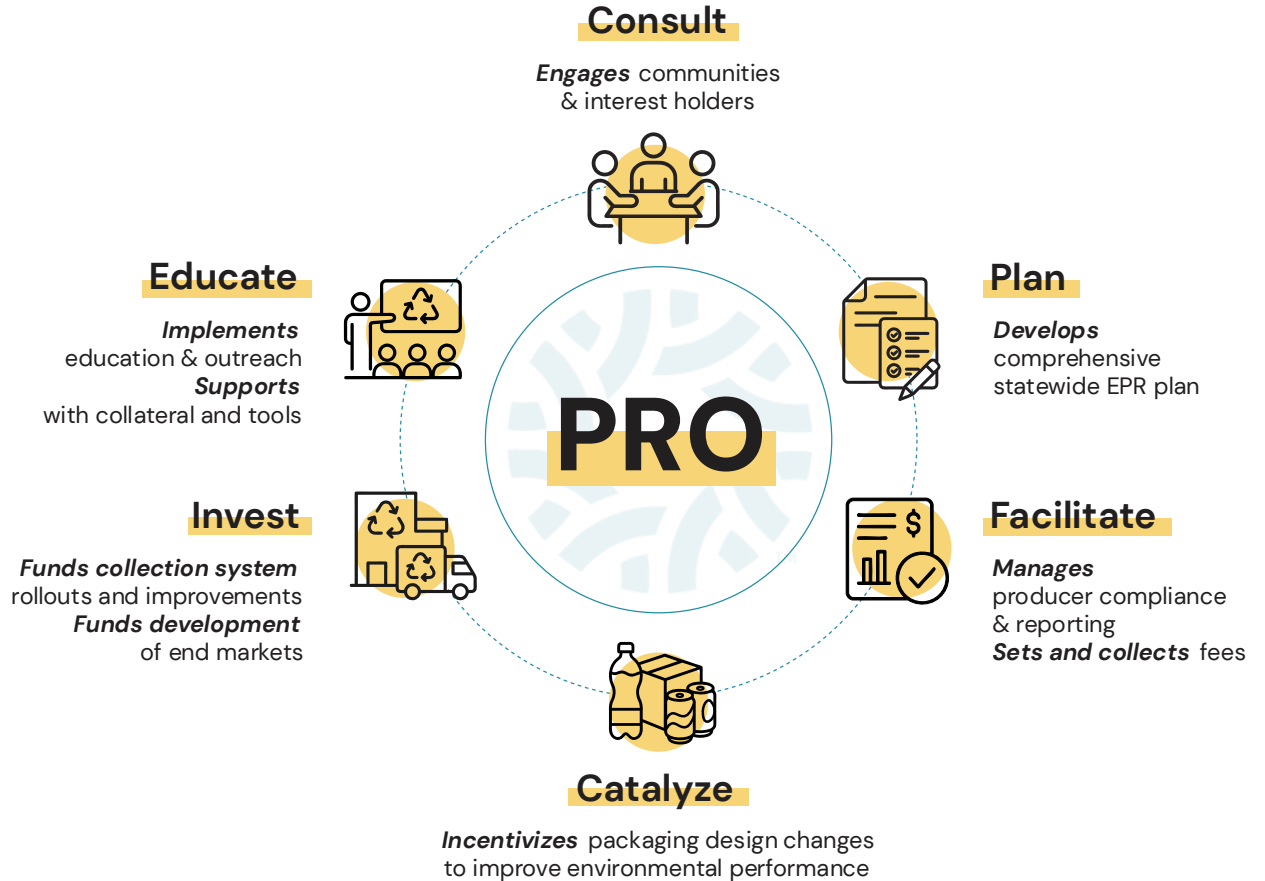 Consult
Engages communities
& interest holders
Plan
Develops
comprehensive
statewide EPR plan
Facilitate
$
Manages
producer compliance
& reporting
Sets and collects fees
Catalyze
Incentivizes packaging design changes
to improve environmental performance
Invest
Funds collection system
rollouts and improvements
Funds development
of end markets
Educate
Implements
education & outreach
Supports
with collateral and tools
PRO